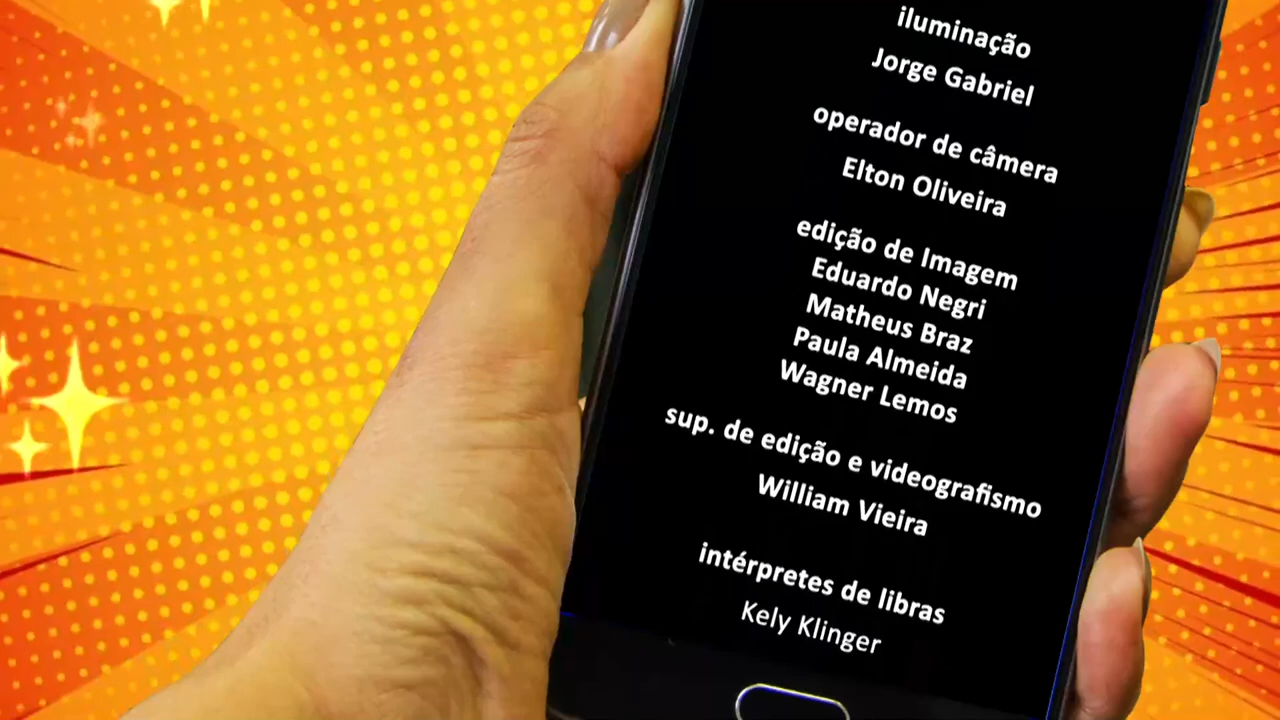 iluminação
Jorge Gabriel
operador de câmera
Elton Oliveira
edição de Imagem
Eduardo Negri
Matheus Braz
Paula Almeida
Wagner Lemos
sup. de edição e videografismo
William Vieira
intérpretes de libras
Kely Klinger